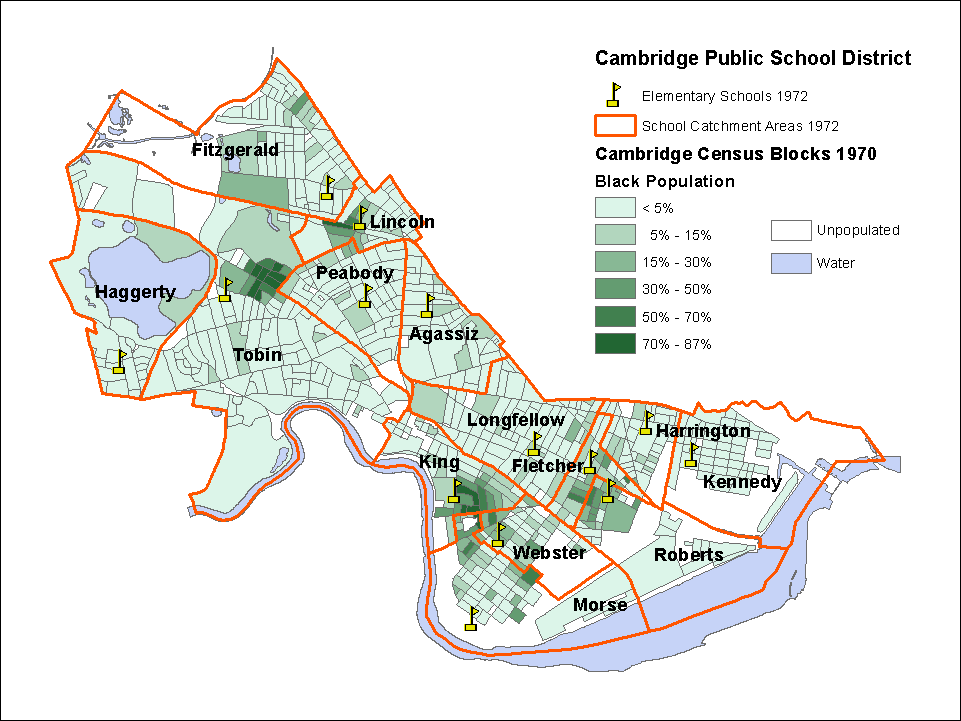 Cambridge Public School District
Elementary Schools 1972
School Catchment Areas 1972
Cambridge Census Blocks 1970
Black Population
< 5%
5% - 15%
15% - 30%
30% - 50%
50% - 70%
70% - 87%
Unpopulated
Water
Fitzgerald
Lincoln
Peabody
Haggerty
Agassiz
Tobin
Longfellow
Harrington
King
Fletcher
Kennedy
Webster
Roberts
Morse